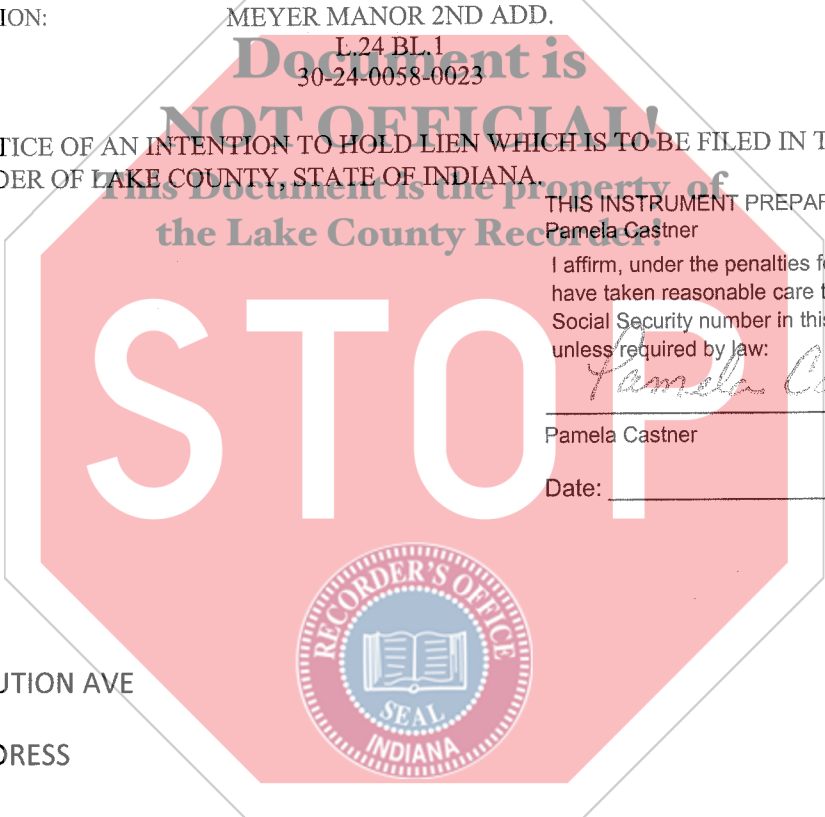 ION: MEYER MANOR 2ND ADD.
L.24 BL.1
30-24-0058-0023
Document is
NOT OFFICIAL!
This Document is the property of
the Lake County Recorder!
TICE OF AN INTENTION TO HOLD LIEN WHICH IS TO BE FILED IN T
DER OF LAKE COUNTY, STATE OF INDIANA.
THIS INSTRUMENT PREPAR
Pamela Castner
I affirm, under the penalties f
have taken reasonable care t
Social Security number in this
unless required by law:
Pamela C
Pamela Castner
Date:
STOP
RECORDER'S OFFICE
SEAL
INDIANA
UTION AVE
DRESS